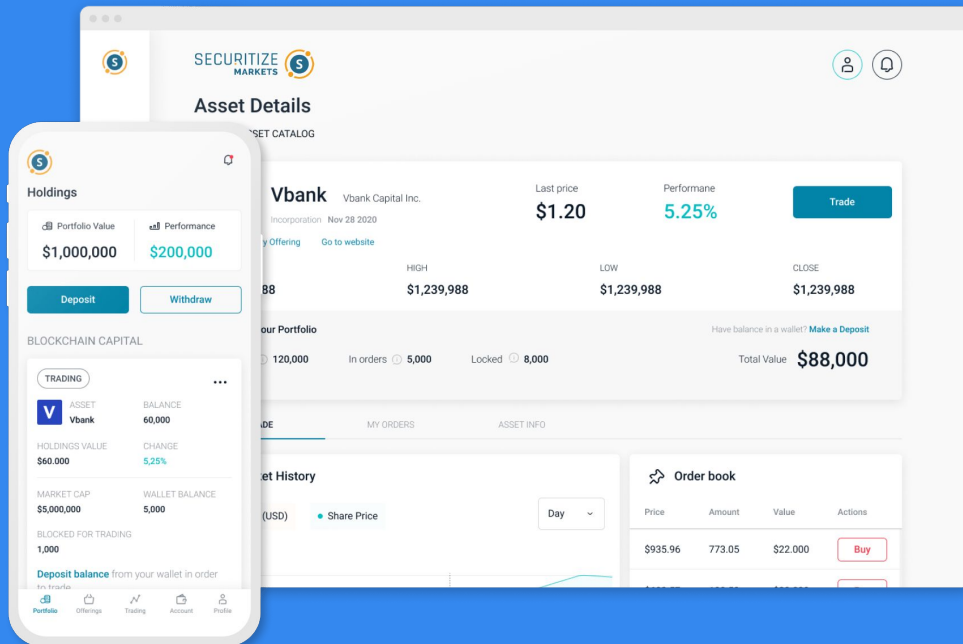 SECURITIZE
MARKETS
S
S
Asset Details
SET CATALOG
Vbank Vbank Capital Inc.
Incorporation Nov 28 2020
y Offering Go to website
Last price
$1.20
Performane
5.25%
Trade
HIGH LOW CLOSE
88 $1,239,988 $1,239,988 $1,239,988
our Portfolio
Have balance in a wallet? Make a Deposit
120,000 In orders 5,000 Locked 8,000
Total Value $88,000
ADE MY ORDERS ASSET INFO
et History
(USD) Share Price
Day
Order book
Price Amount Value Actions
$935.96 773.05 $22.000 Buy
S
Holdings
Portfolio Value Performance
$1,000,000 $200,000
Deposit Withdraw
BLOCKCHAIN CAPITAL
TRADING
V
ASSET BALANCE
Vbank 60,000
HOLDINGS VALUE CHANGE
$60.000 5,25%
MARKET CAP WALLET BALANCE
$5,000,000 5,000
BLOCKED FOR TRADING
1,000
Deposit balance from your wallet in order
to trade
Portfolio Offerings Trading Account Profile